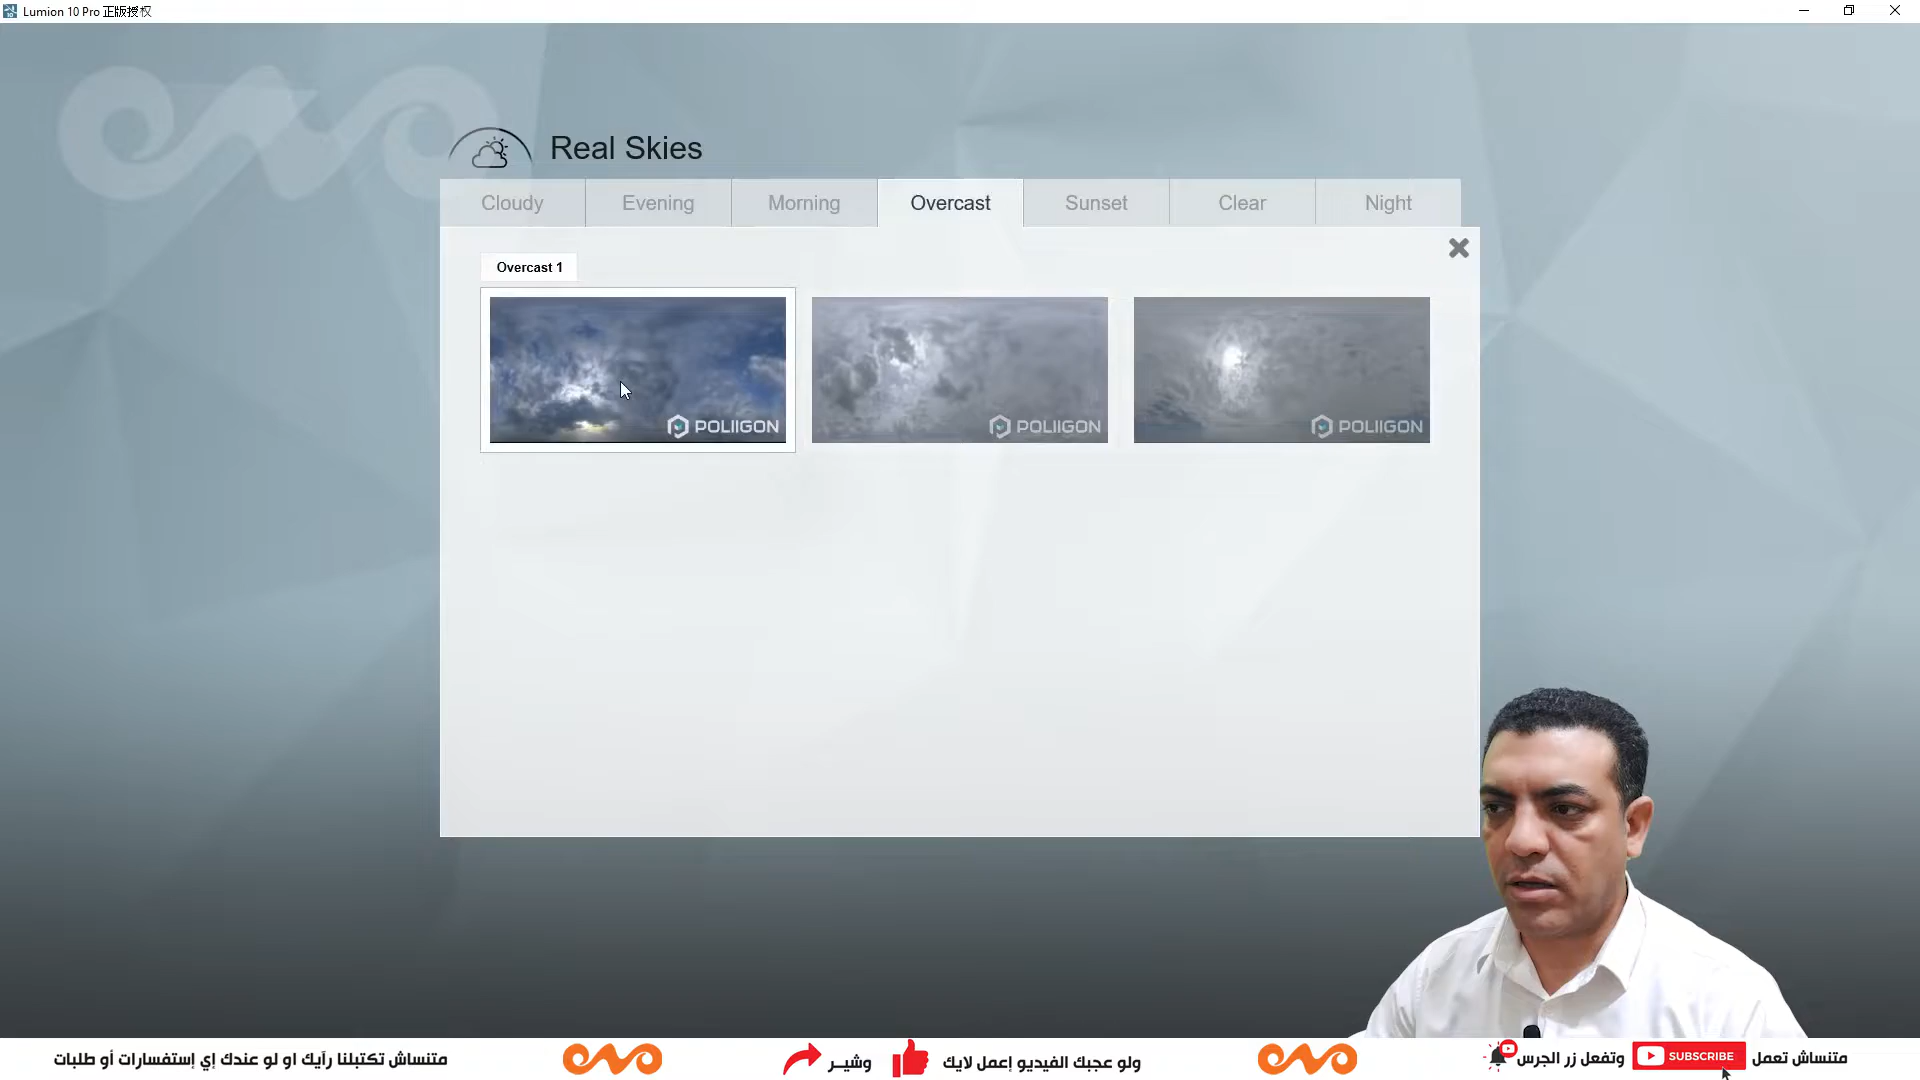 Lumion 10 Pro 正版授权
Real Skies
Cloudy
Evening
Morning
Overcast
Sunset
Clear
Night
Overcast 1
POLIIGON
POLIIGON
POLIIGON
متنساش تعمل SUBSCRIBE وتفعل زر الجرس
ولو عجبك الفيديو إعمل لايك وشير
متنساش تكتبلنا رأيك او لو عندك إي إستفسارات أو طلبات